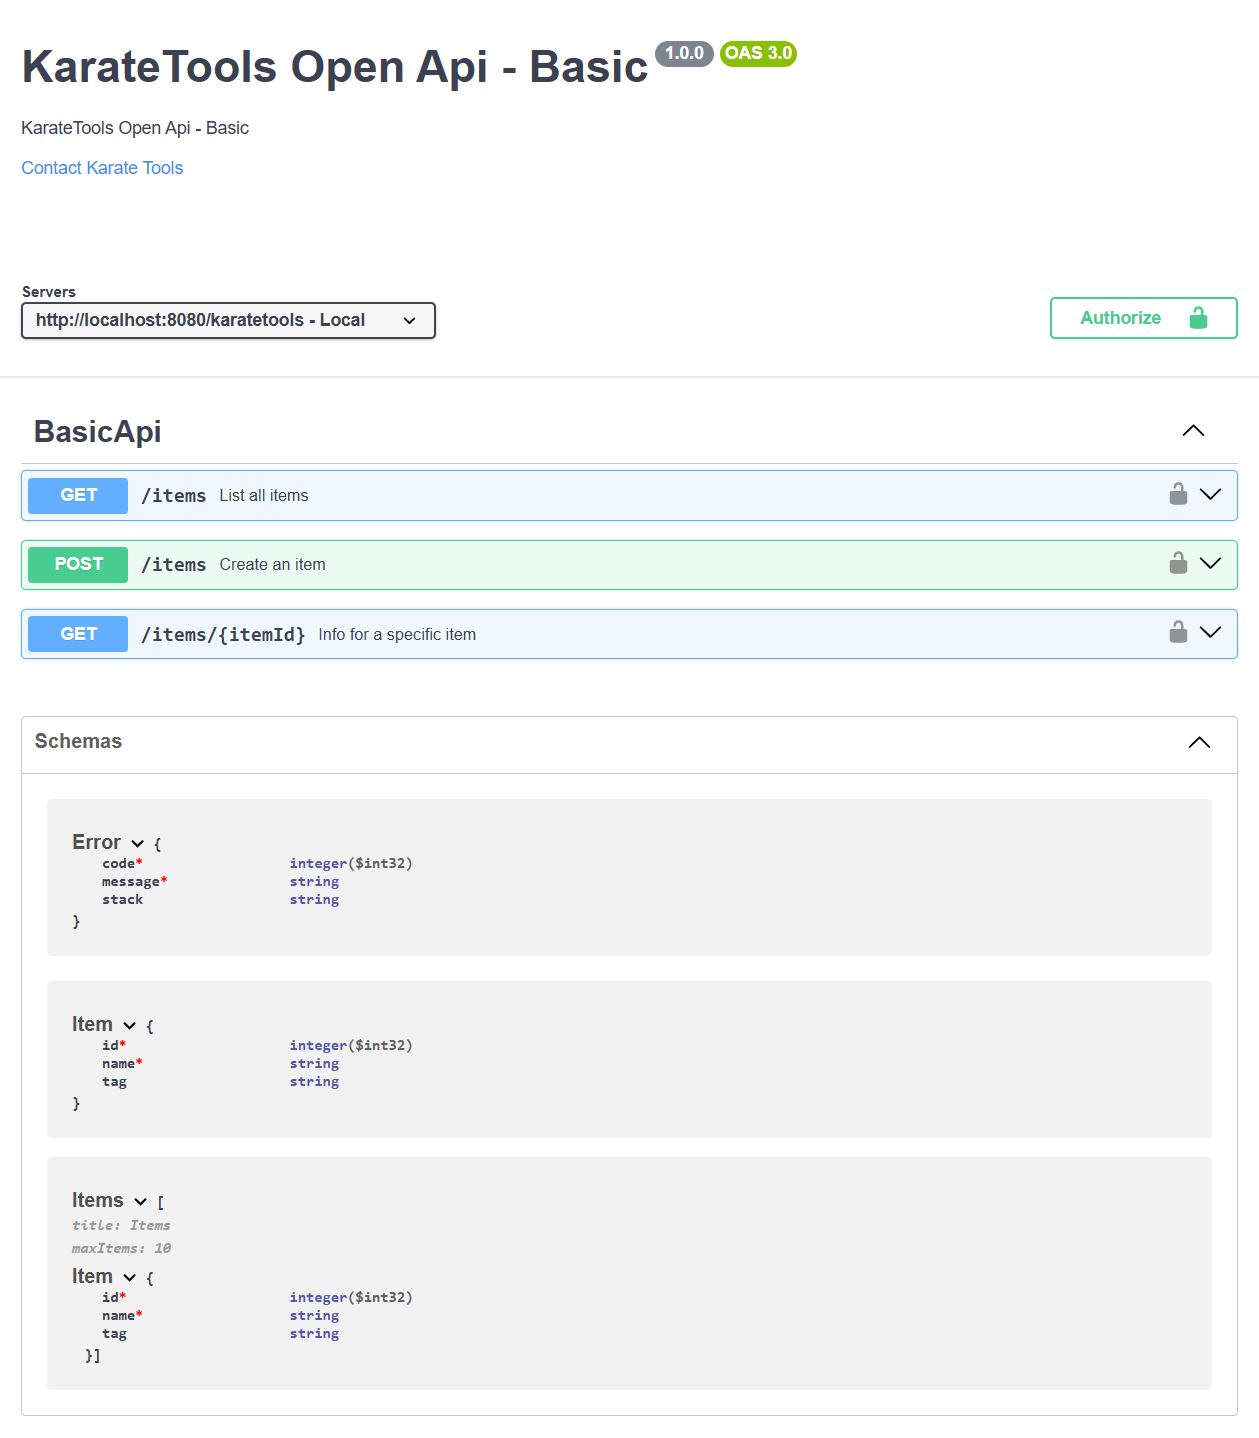 KarateTools Open Api - Basic 1.0.0 OAS 3.0
KarateTools Open Api - Basic
Contact Karate Tools
Servers
http://localhost:8080/karatetools - Local
Authorize
BasicApi
GET /items List all items
POST /items Create an item
GET /items/{itemId} Info for a specific item
Schemas
Error {
code* integer($int32)
message* string
stack string
}
Item {
id* integer($int32)
name* string
tag string
}
Items [
title: Items
maxItems: 10
Item {
id* integer($int32)
name* string
tag string
}]